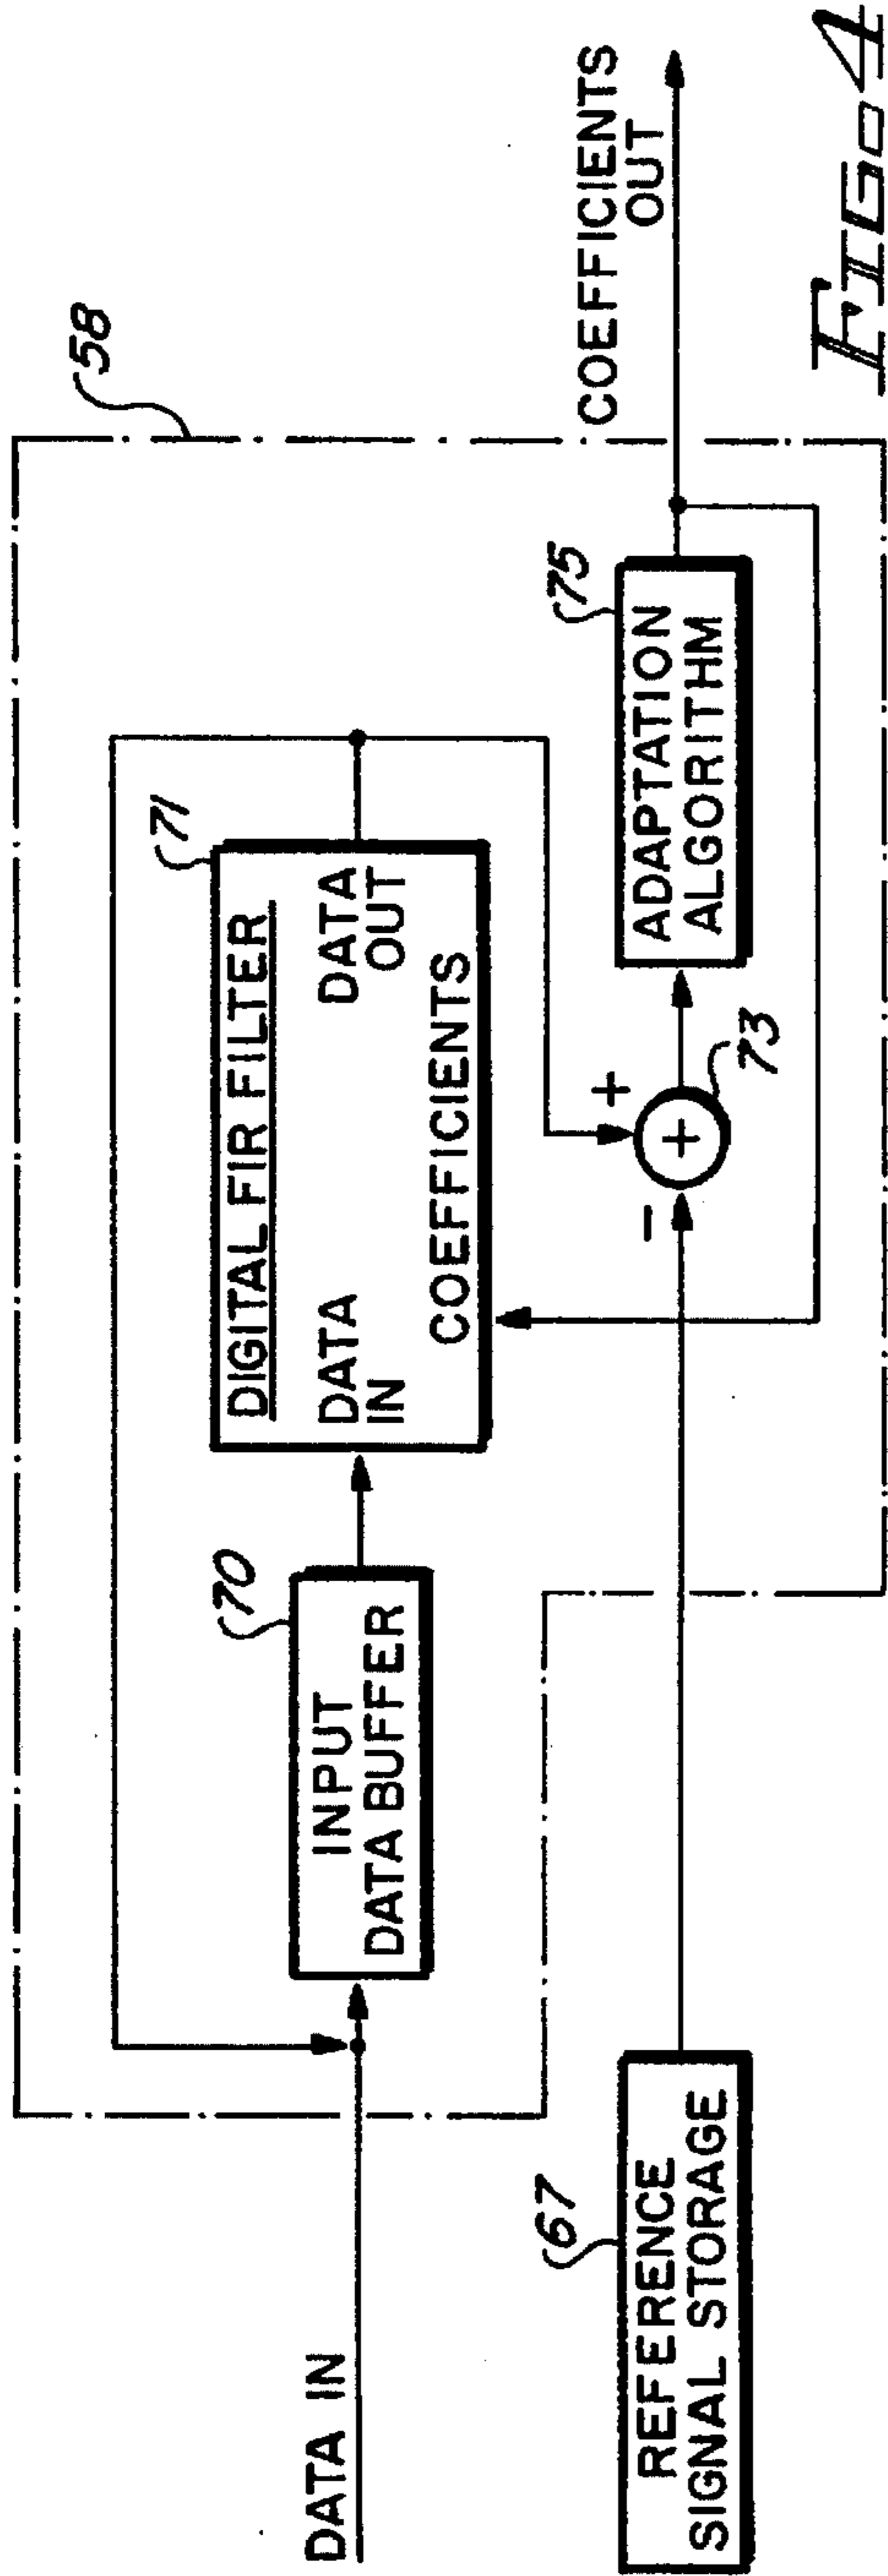 58
DATA IN
70
INPUT
DATA BUFFER
71
DIGITAL FIR FILTER
DATA
IN
DATA
OUT
COEFFICIENTS
67
REFERENCE
SIGNAL STORAGE
-
+
+
73
75
ADAPTATION
ALGORITHM
COEFFICIENTS
OUT
FIG. 4